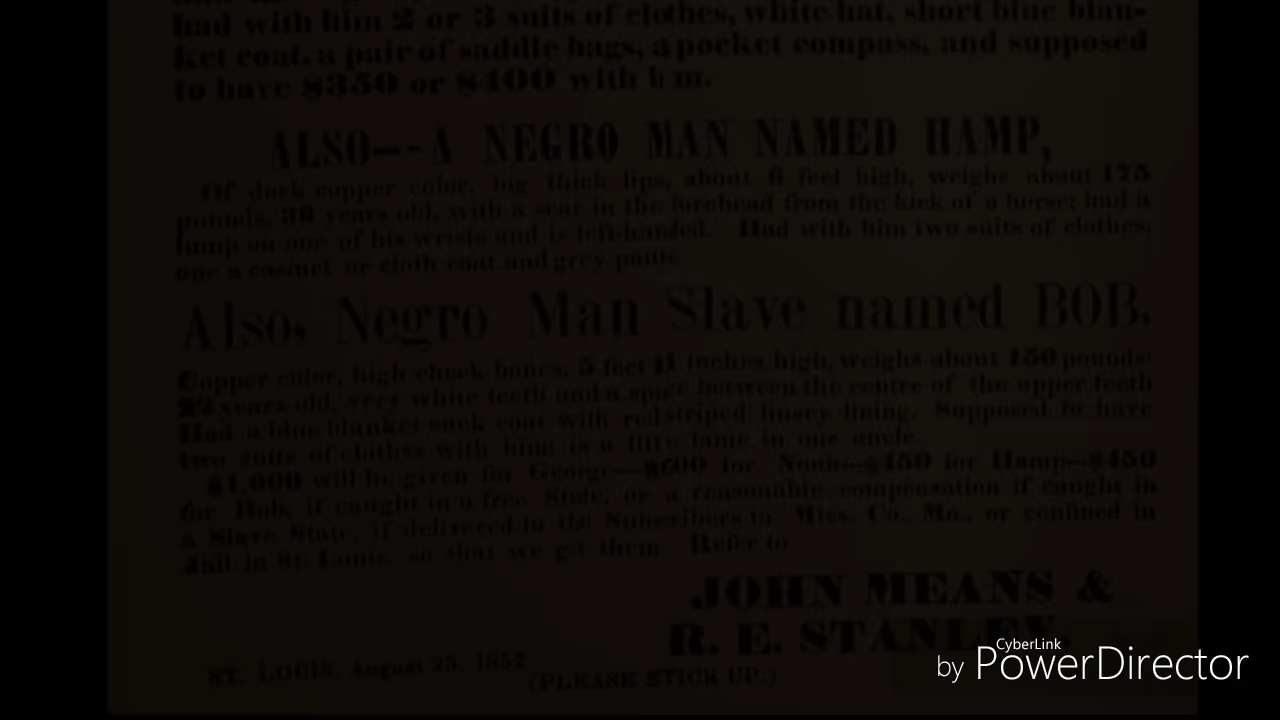 had with him 2 or 3 suits of clothes, white hat, short blue blan-
ket coat, a pair of saddle bags, a pocket compass, and supposed
to have $350 or $400 with him.
ALSO--A NEGRO MAN NAMED HAMP,
Of dark copper color, big thick lips, about 6 feet high, weighs about 175
pounds, 36 years old, with a scar in the forehead from the kick of a horse; had a
lump on one of his wrists and is left-handed. Had with him two suits of clothes,
one a casinet or cloth coat and grey pants
Also, Negro Man Slave named BOB,
Copper color, high cheek bones, 5 feet 11 inches high, weighs about 150 pounds
22 years old, very white teeth and a space between the centre of the upper teeth
Had a blue blanket sack coat with red striped linsey lining. Supposed to have
two suits of clothes with him; is a little lame in one ancle.
$1,000 will be given for George—$600 for Noah—$450 for Hamp—$450
for Bob, if caught in a free State, or a reasonable compensation if caught in
a Slave State, if delivered to the Subscribers in Miss. Co., Mo., or confined in
Jail in St. Louis, so that we get them Refer to
JOHN MEANS &
R. E. STANLEY.
ST. LOUIS, August 23, 1852
(PLEASE STICK UP.)
CyberLink
by PowerDirector